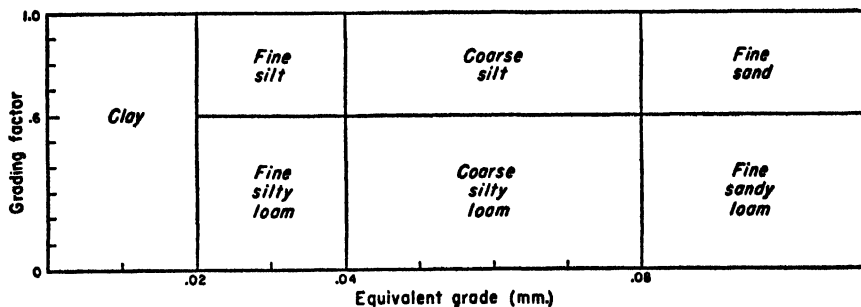 1.0
Fine
silt
Coarse
silt
Fine
sand
.6
Clay
Grading factor
Fine
silty
loam
Coarse
silty
loam
Fine
sandy
loam
0
.02
.04
.08
Equivalent grade (mm.)